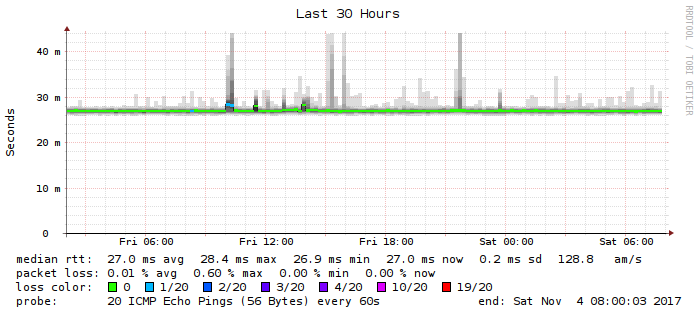 Last 30 Hours
RRDTOOL / TOBI OETIKER
Seconds
40 m
30 m
20 m
10 m
0
Fri 06:00 Fri 12:00 Fri 18:00 Sat 00:00 Sat 06:00
median rtt: 27.0 ms avg 28.4 ms max 26.9 ms min 27.0 ms now 0.2 ms sd 128.8 am/s
packet loss: 0.01 % avg 0.60 % max 0.00 % min 0.00 % now
loss color: 0 1/20 2/20 3/20 4/20 10/20 19/20
probe: 20 ICMP Echo Pings (56 Bytes) every 60s end: Sat Nov 4 08:00:03 2017